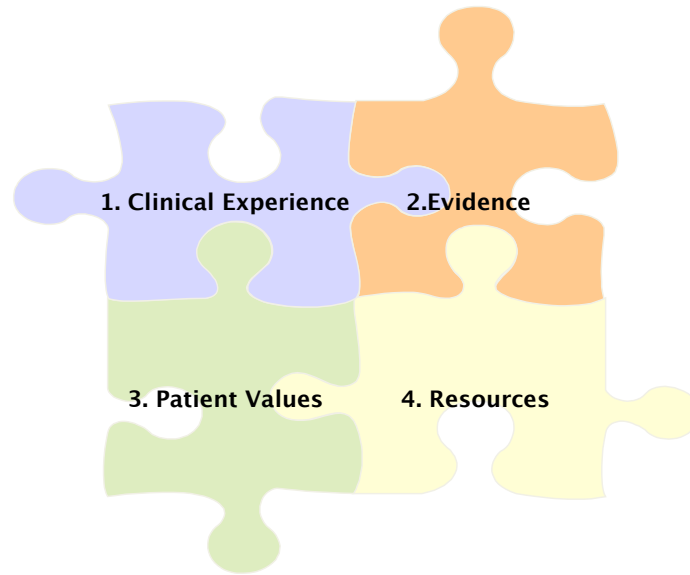 1. Clinical Experience
2.Evidence
3. Patient Values
4. Resources